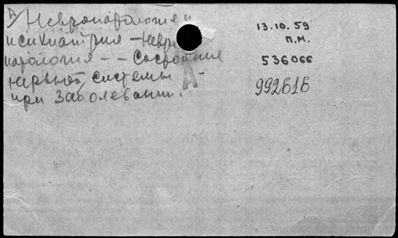 В/ Невропатология и
психиатрия — Невро
патология — — Состояние
нервной системы
при заболевании.
13.10.59
п.м.
536066
992616